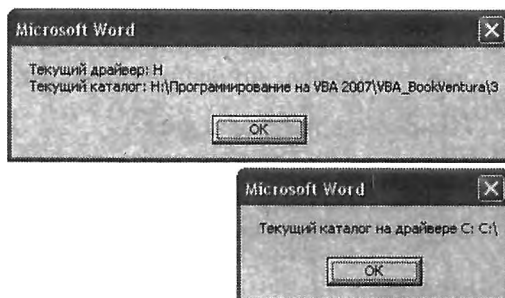 Microsoft Word
Текущий драйвер: H
Текущий каталог: H:\Программирование на VBA 2007\VBA_BookVentura\3
OK
Microsoft Word
Текущий каталог на драйвере C: C:\
OK